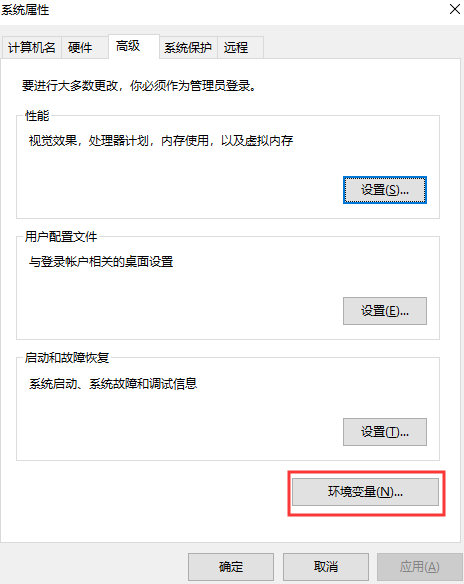 系统属性
计算机名 硬件 高级 系统保护 远程
要进行大多数更改，你必须作为管理员登录。
性能
视觉效果，处理器计划，内存使用，以及虚拟内存
设置(S)...
用户配置文件
与登录帐户相关的桌面设置
设置(E)...
启动和故障恢复
系统启动、系统故障和调试信息
设置(T)...
环境变量(N)...
确定 取消 应用(A)